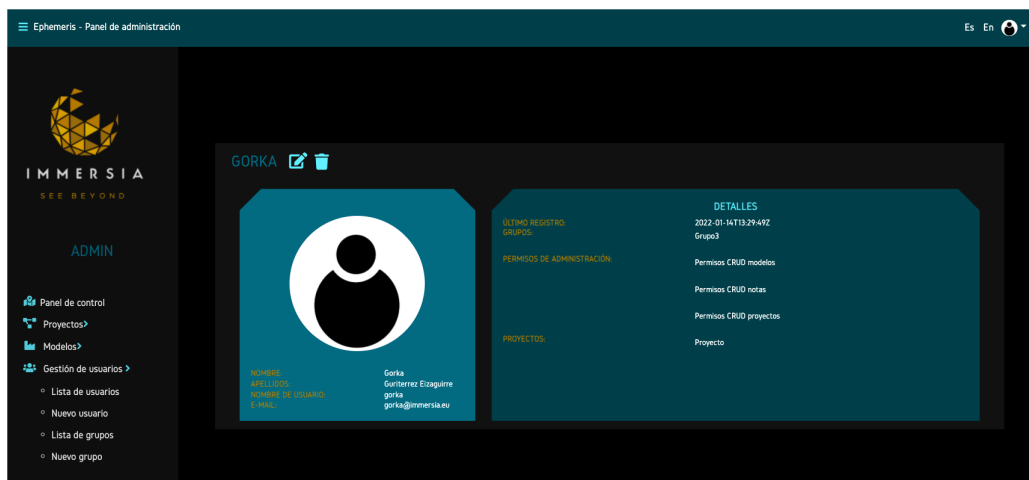 Ephemeris - Panel de administración
Es En
IMMERSIA
SEE BEYOND
ADMIN
Panel de control
Proyectos
Modelos
Gestión de usuarios
Lista de usuarios
Nuevo usuario
Lista de grupos
Nuevo grupo
GORKA
NOMBRE: Gorka
APELLIDOS: Guriterrez Eizaguirre
NOMBRE DE USUARIO: gorka
E-MAIL: gorka@immersia.eu
DETALLES
ÚLTIMO REGISTRO: 2022-01-14T13:29:49Z
GRUPOS: Grupo3
PERMISOS DE ADMINISTRACIÓN: Permisos CRUD modelos
Permisos CRUD notas
Permisos CRUD proyectos
PROYECTOS: Proyecto